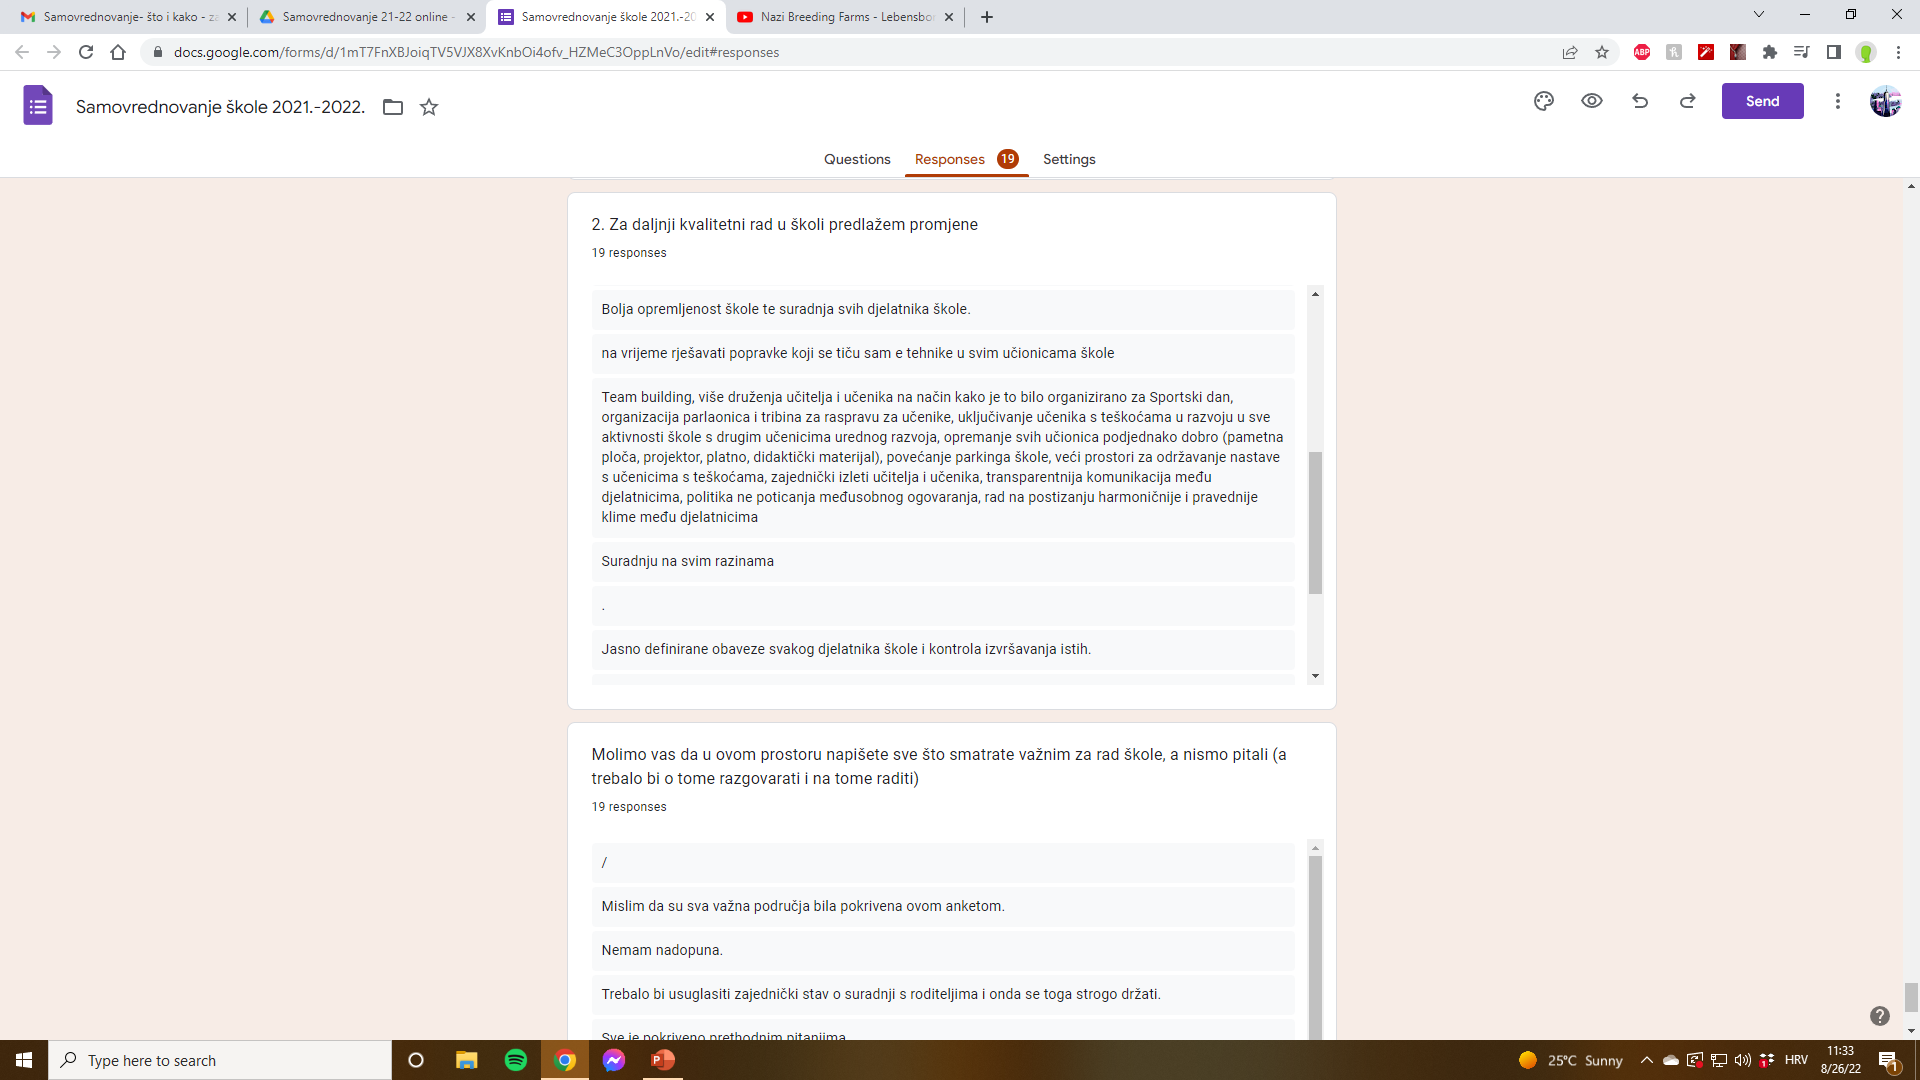 Samovrednovanje- što i kako - za
Samovrednovanje 21-22 online -
Samovrednovanje škole 2021.-20
Nazi Breeding Farms - Lebensbo
docs.google.com/forms/d/1mT7FnXBJoiqTV5VJX8XvKnbOi4ofv_HZMeC3OppLnVo/edit#responses
ABP
Samovrednovanje škole 2021.-2022.
Send
Questions Responses 19 Settings
2. Za daljnji kvalitetni rad u školi predlažem promjene
19 responses
Bolja opremljenost škole te suradnja svih djelatnika škole.
na vrijeme rješavati popravke koji se tiču sam e tehnike u svim učionicama škole
Team building, više druženja učitelja i učenika na način kako je to bilo organizirano za Sportski dan,
organizacija parlaonica i tribina za raspravu za učenike, uključivanje učenika s teškoćama u razvoju u sve
aktivnosti škole s drugim učenicima urednog razvoja, opremanje svih učionica podjednako dobro (pametna
ploča, projektor, platno, didaktički materijal), povećanje parkinga škole, veći prostori za održavanje nastave
s učenicima s teškoćama, zajednički izleti učitelja i učenika, transparentnija komunikacija među
djelatnicima, politika ne poticanja međusobnog ogovaranja, rad na postizanju harmoničnije i pravednije
klime među djelatnicima
Suradnju na svim razinama
.
Jasno definirane obaveze svakog djelatnika škole i kontrola izvršavanja istih.
Molimo vas da u ovom prostoru napišete sve što smatrate važnim za rad škole, a nismo pitali (a
trebalo bi o tome razgovarati i na tome raditi)
19 responses
/
Mislim da su sva važna područja bila pokrivena ovom anketom.
Nemam nadopuna.
Trebalo bi usuglasiti zajednički stav o suradnji s roditeljima i onda se toga strogo držati.
Sve je pokriveno prethodnim pitanjima
Type here to search
25°C Sunny
HRV
11:33
8/26/22
1